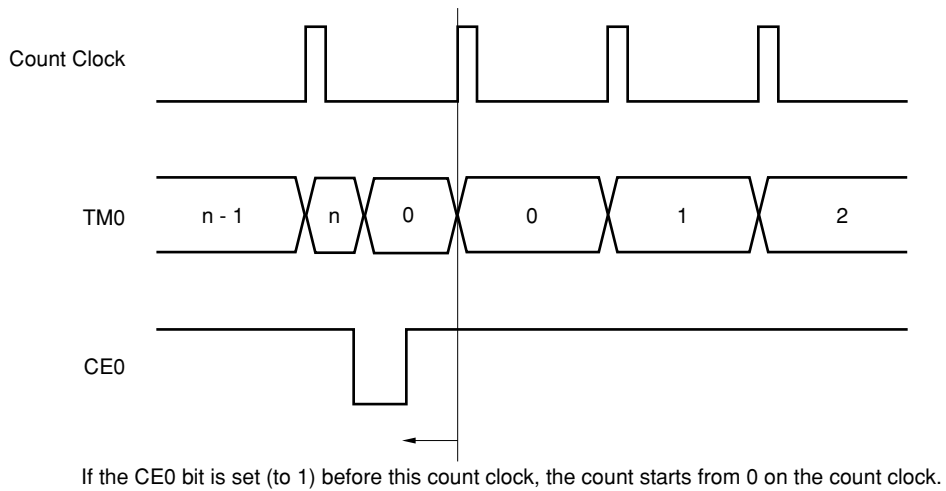 Count Clock
TM0
n - 1
n
0
0
1
2
CE0
If the CE0 bit is set (to 1) before this count clock, the count starts from 0 on the count clock.